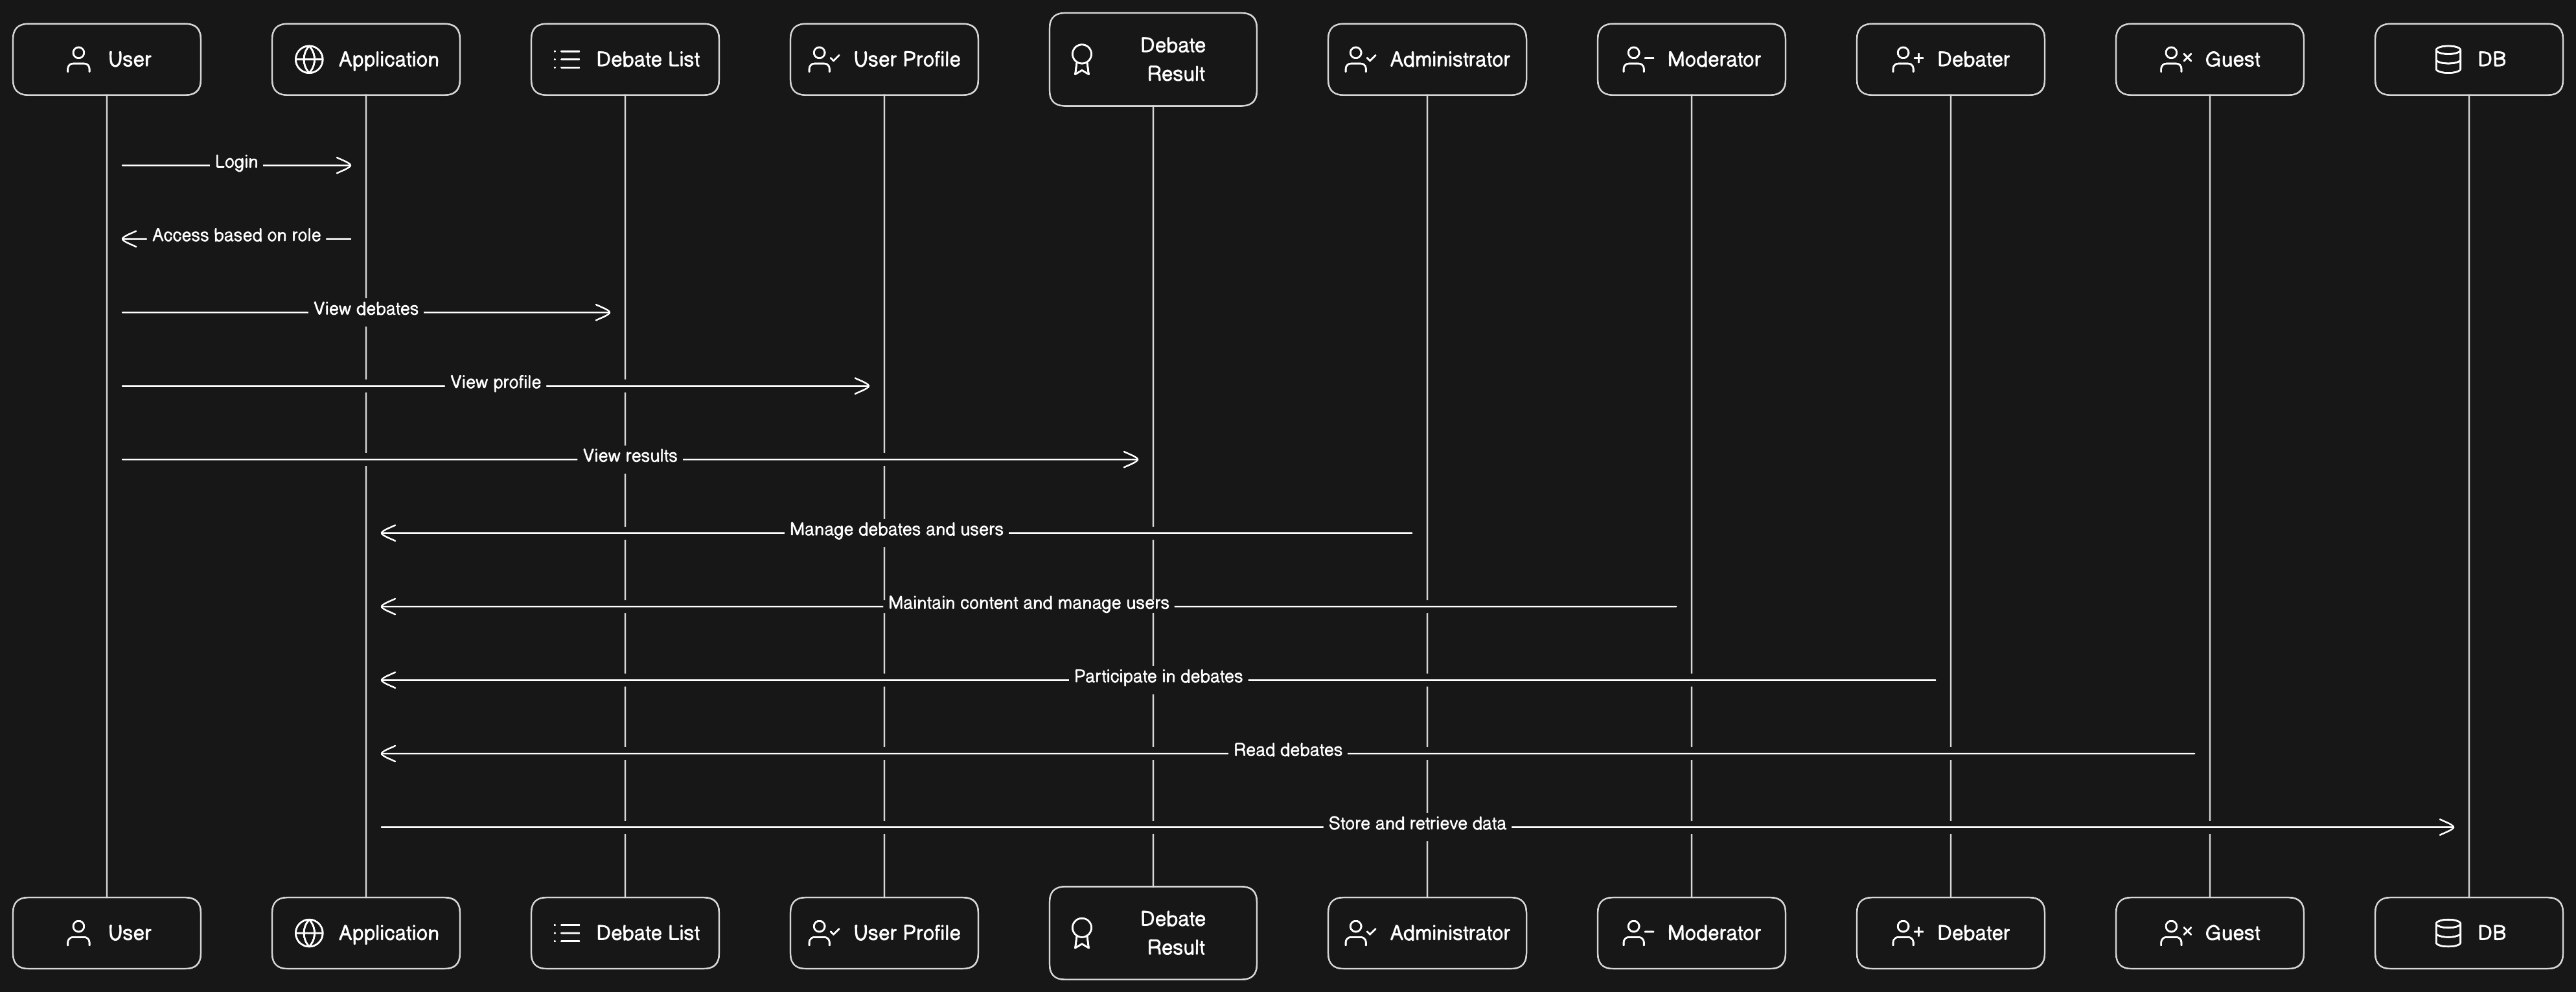 User
Application
Debate List
User Profile
Debate
Result
Administrator
Moderator
Debater
Guest
DB
Login
Access based on role
View debates
View profile
View results
Manage debates and users
Maintain content and manage users
Participate in debates
Read debates
Store and retrieve data
User
Application
Debate List
User Profile
Debate
Result
Administrator
Moderator
Debater
Guest
DB